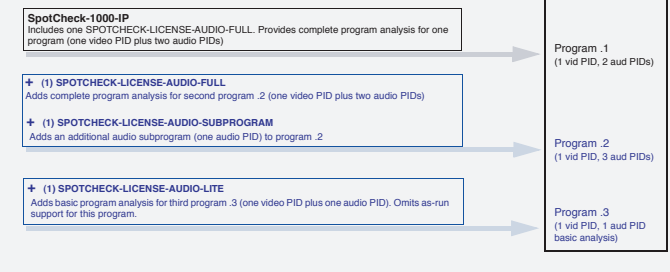 SpotCheck-1000-IP
Includes one SPOTCHECK-LICENSE-AUDIO-FULL. Provides complete program analysis for one
program (one video PID plus two audio PIDs)
Program .1
(1 vid PID, 2 aud PIDs)
+ (1) SPOTCHECK-LICENSE-AUDIO-FULL
Adds complete program analysis for second program .2 (one video PID plus two audio PIDs)
+ (1) SPOTCHECK-LICENSE-AUDIO-SUBPROGRAM
Adds an additional audio subprogram (one audio PID) to program .2
Program .2
(1 vid PID, 3 aud PIDs)
+ (1) SPOTCHECK-LICENSE-AUDIO-LITE
Adds basic program analysis for third program .3 (one video PID plus one audio PID). Omits as-run
support for this program.
Program .3
(1 vid PID, 1 aud PID
basic analysis)